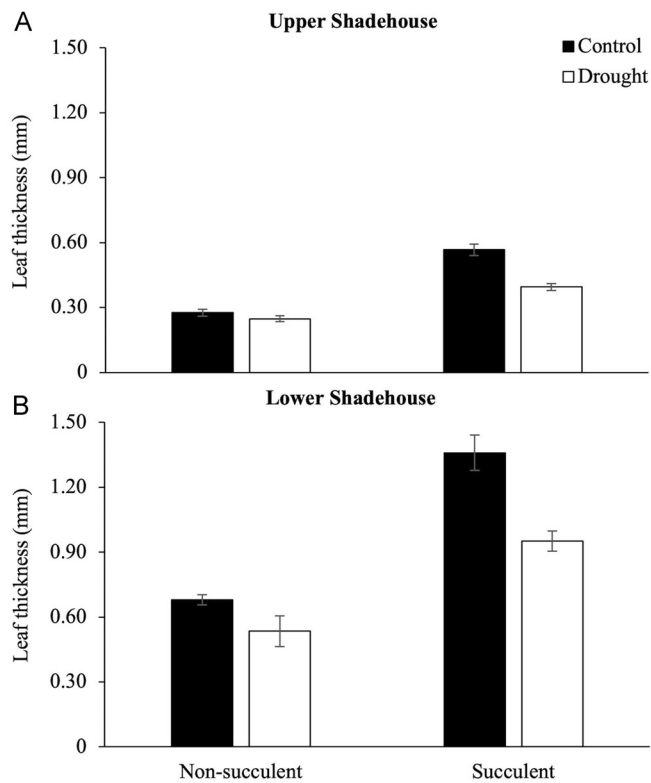 A
Upper Shadehouse
Control
Drought
Leaf thickness (mm)
1.50
1.20
0.90
0.60
0.30
0
B
Lower Shadehouse
Leaf thickness (mm)
1.50
1.20
0.90
0.60
0.30
0
Non-succulent
Succulent